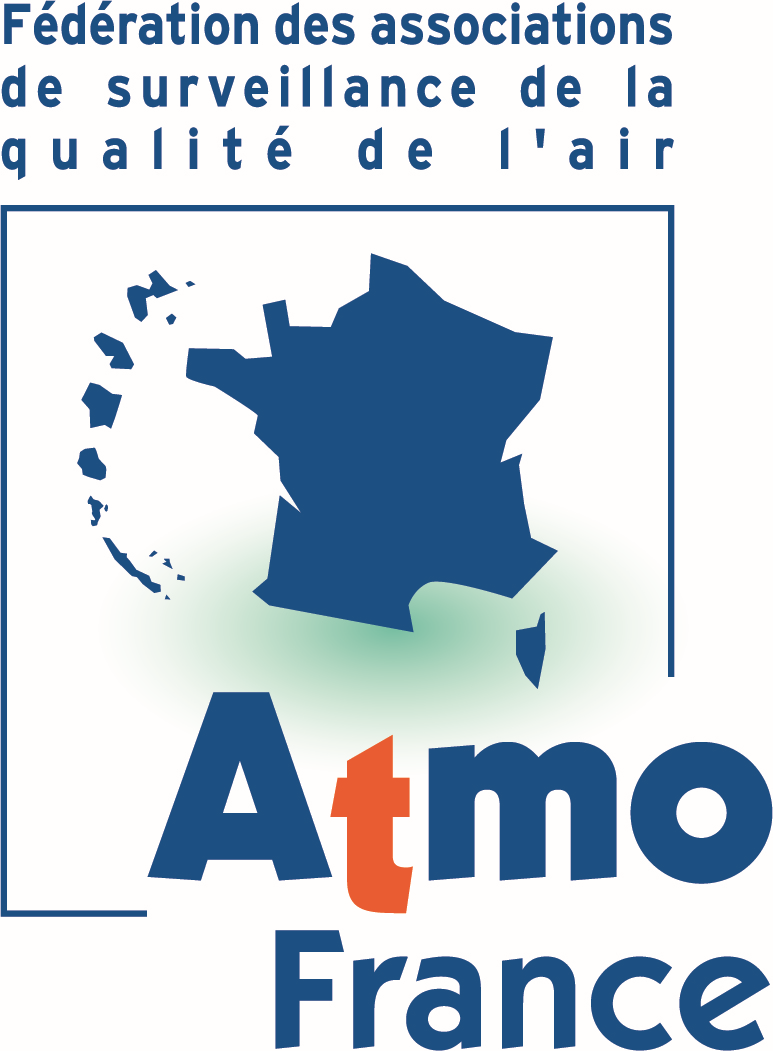 Fédération des associations
de surveillance de la
qualité de l'air
Atmo
France